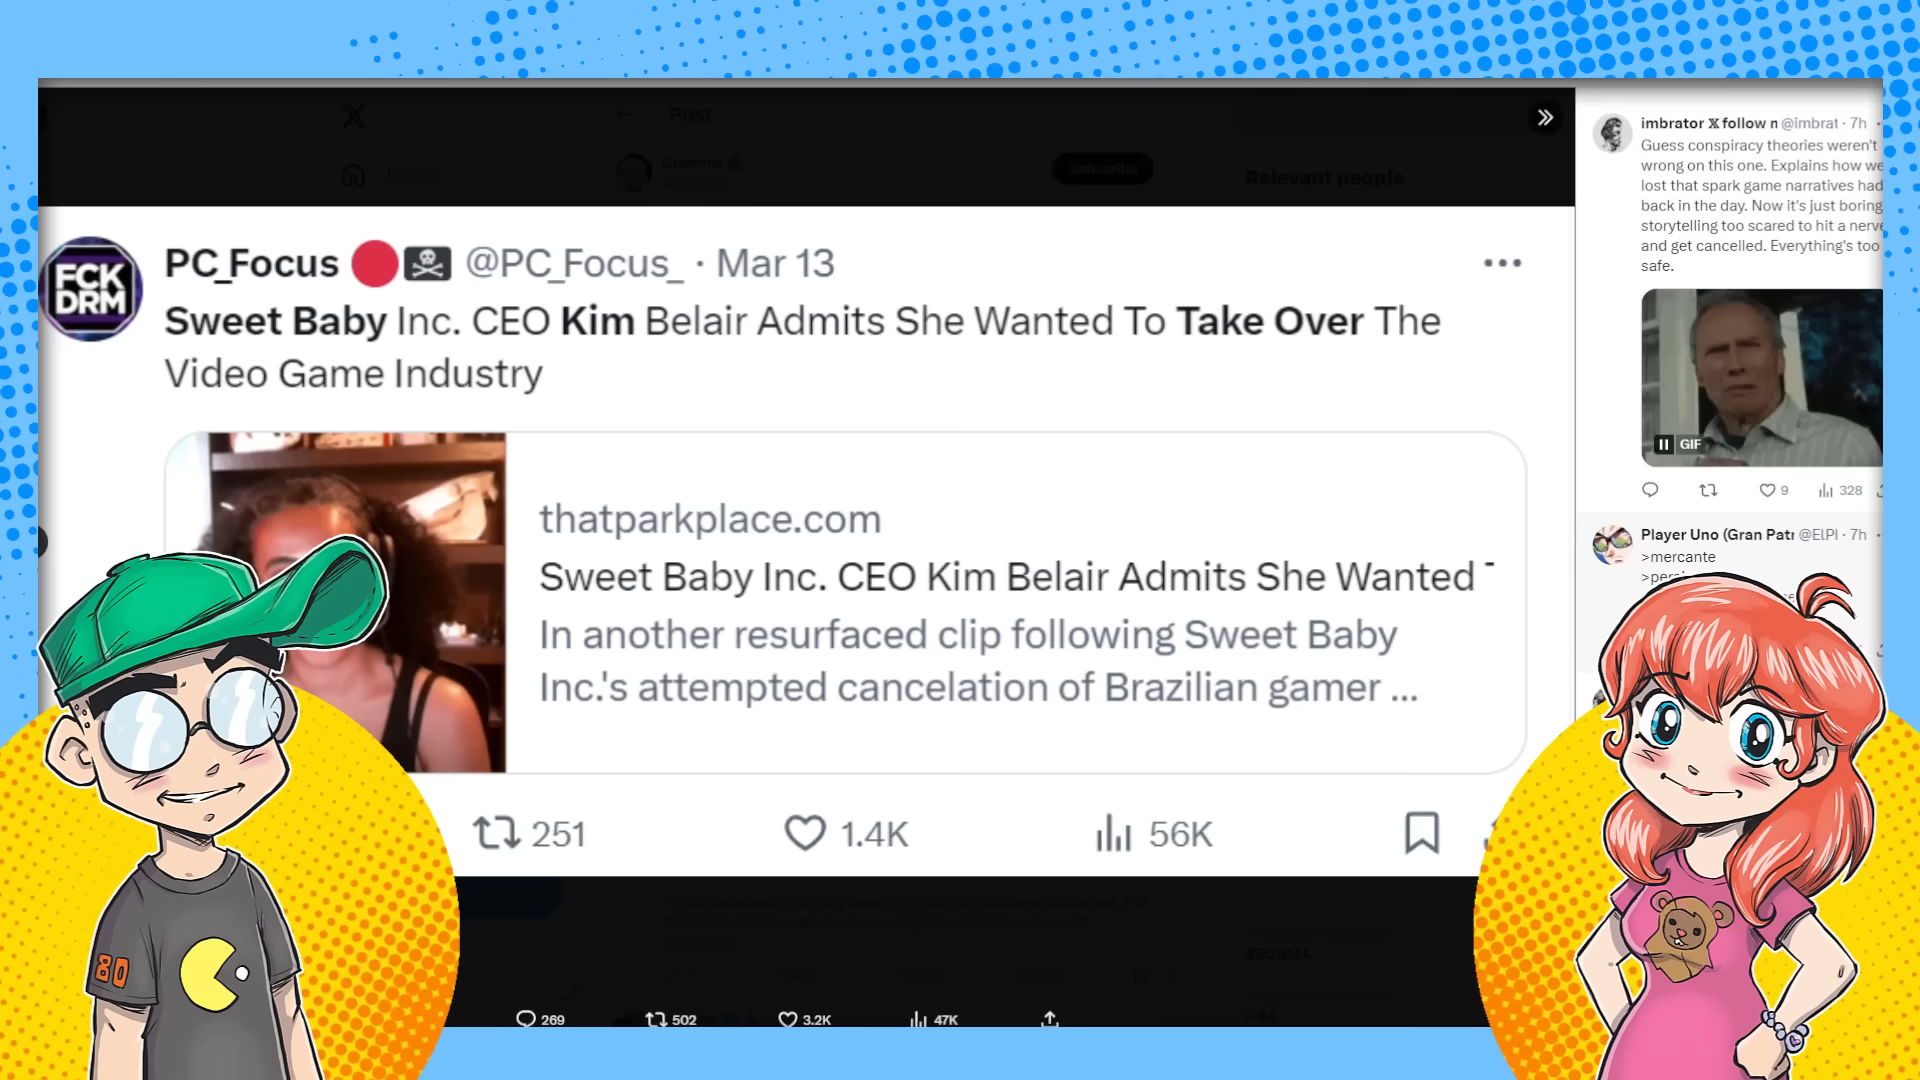 Post
Subscribe
Relevant people
FCK
DRM
PC_Focus @PC_Focus_ · Mar 13
Sweet Baby Inc. CEO Kim Belair Admits She Wanted To Take Over The
Video Game Industry
thatparkplace.com
Sweet Baby Inc. CEO Kim Belair Admits She Wanted
In another resurfaced clip following Sweet Baby
Inc.'s attempted cancelation of Brazilian gamer ...
251
1.4K
56K
269
502
3.2K
47K
imbrator X follow n @imbrat · 7h
Guess conspiracy theories weren't
wrong on this one. Explains how we
lost that spark game narratives had
back in the day. Now it's just boring
storytelling too scared to hit a nerve
and get cancelled. Everything's too
safe.
GIF
9
328
Player Uno (Gran Patr @ElPl · 7h
>mercante
80